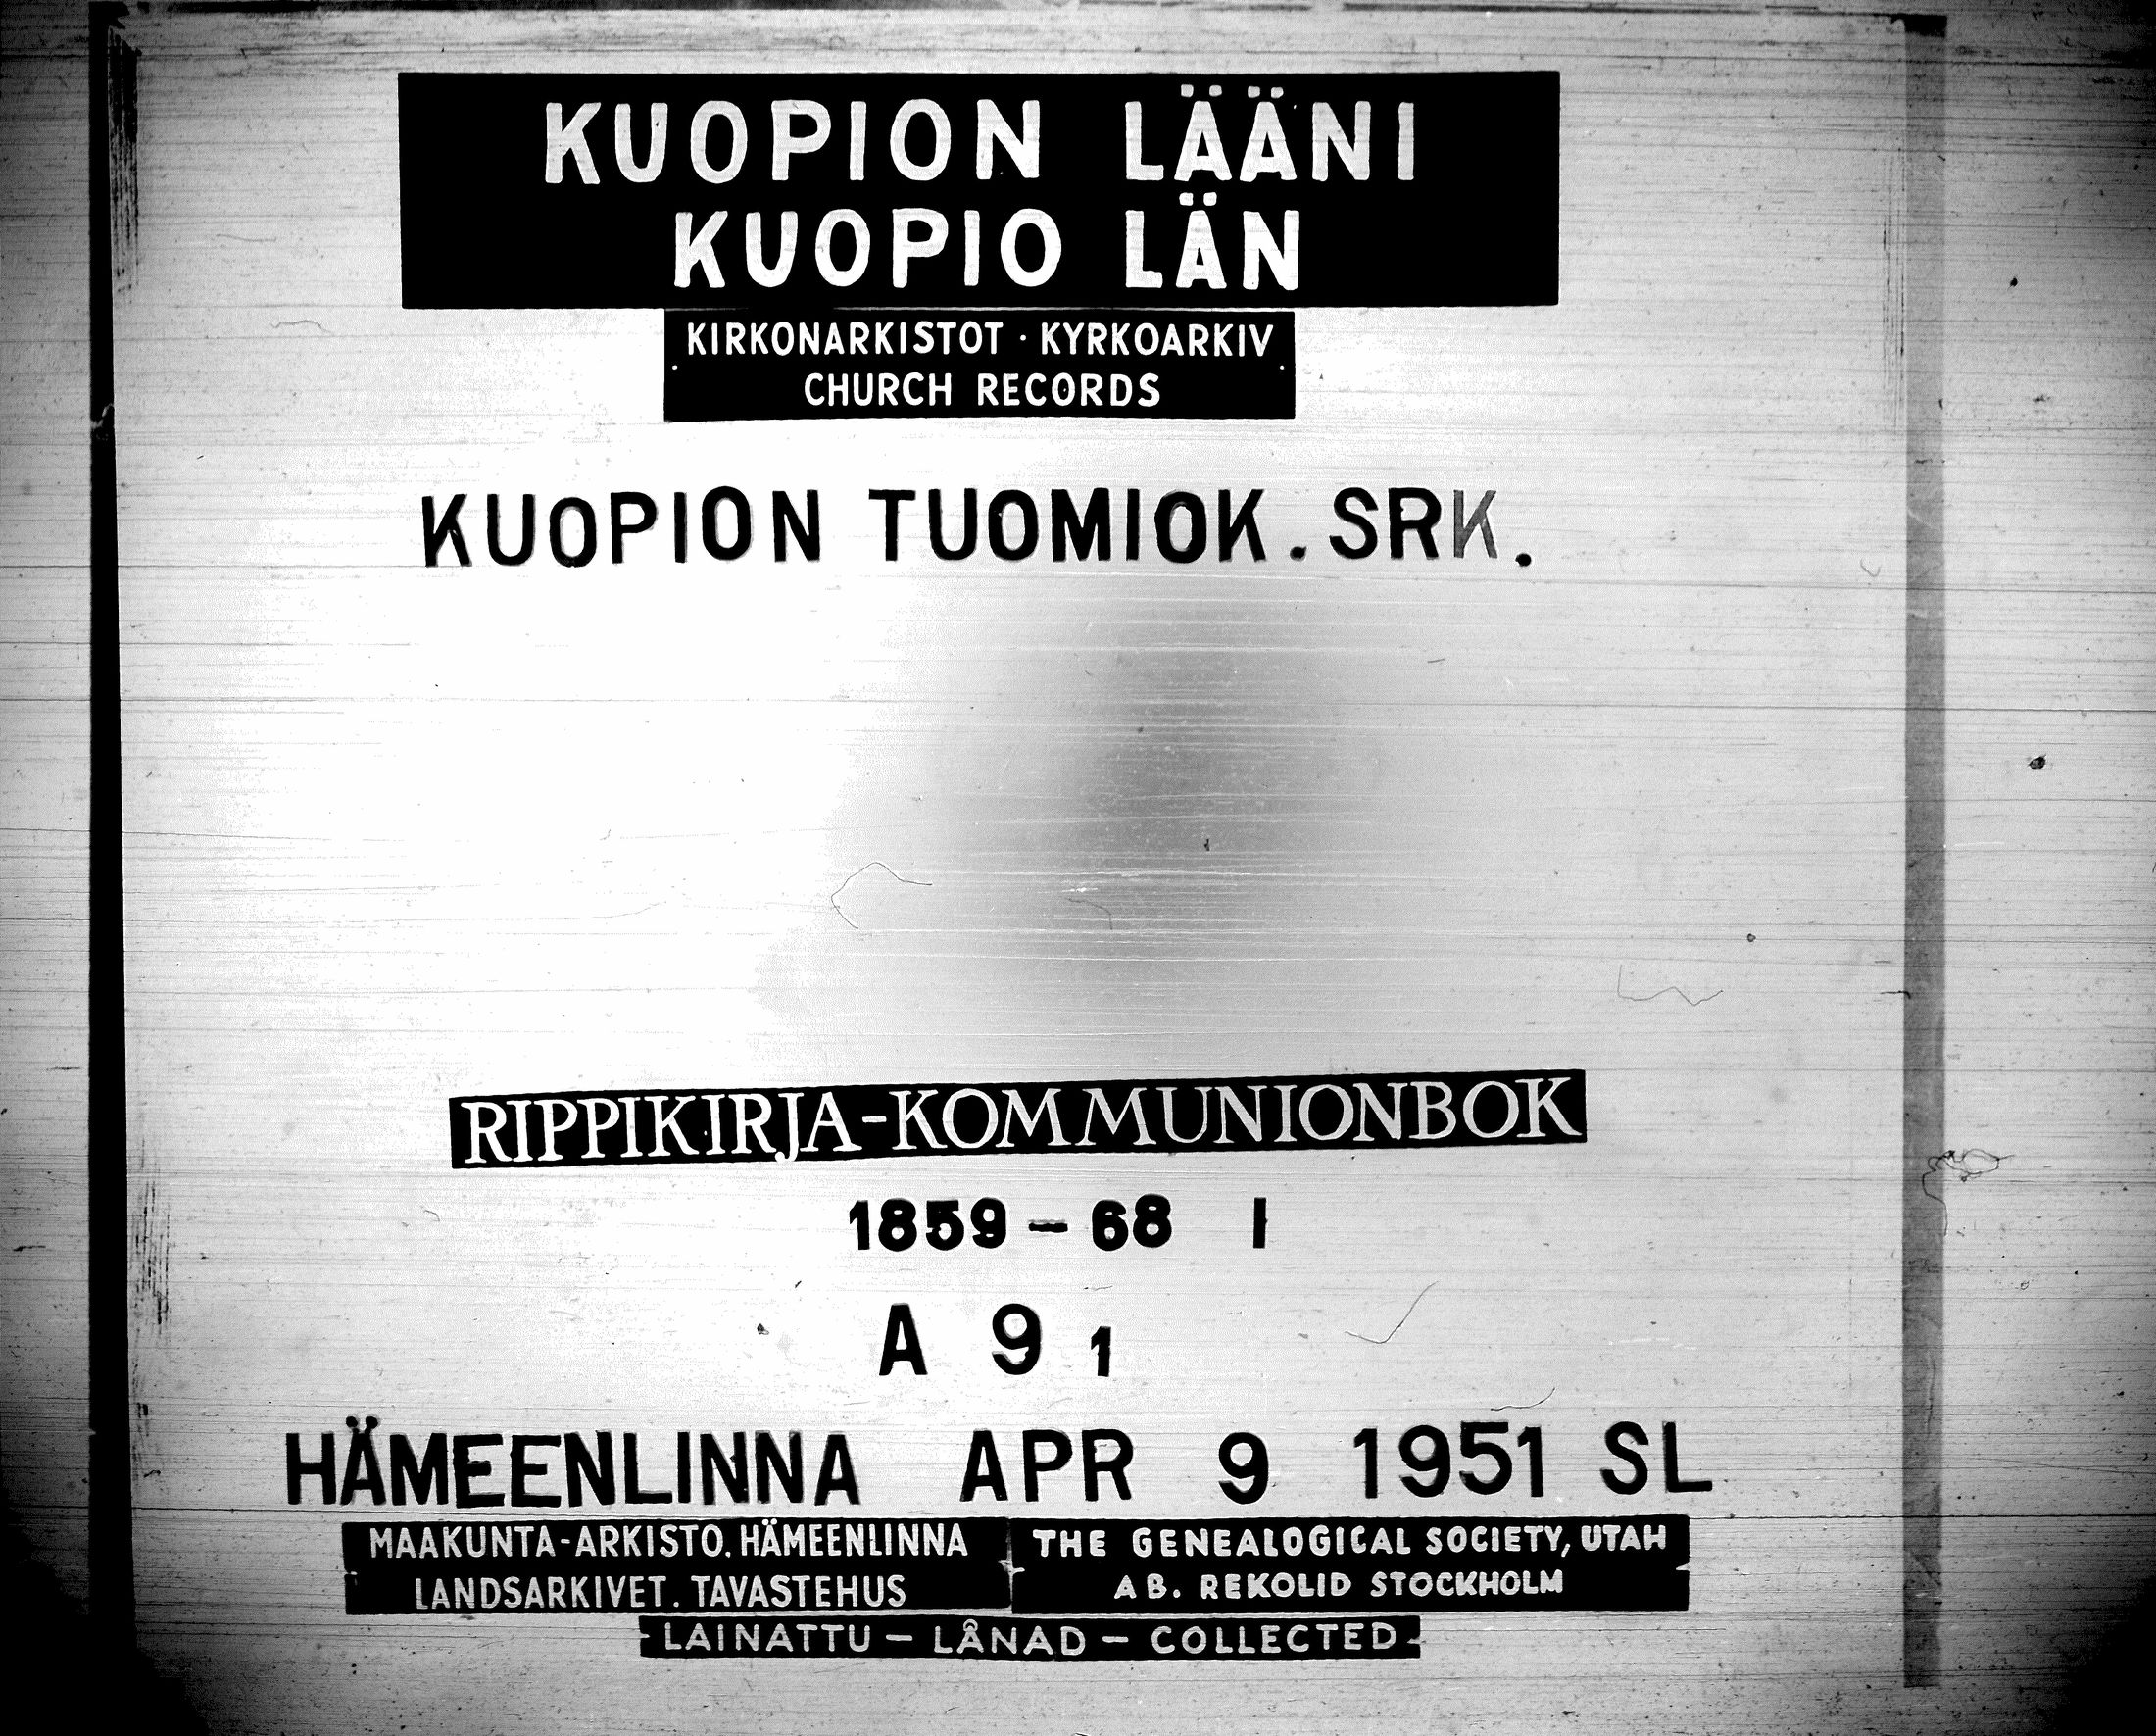 KUOPION LÄÄNI
KUOPIO LÄN
KIRKONARKISTOT · KYRKOARKIV
CHURCH RECORDS
KUOPION TUOMIOK. SRK.
RIPPIKIRJA-KOMMUNIONBOK
1859-68 I
A 9 1
HÄMEENLINNA APR 9 1951 SL
MAAKUNTA-ARKISTO. HÄMEENLINNA
LANDSARKIVET. TAVASTEHUS
THE GENEALOGICAL SOCIETY, UTAH
AB. REKOLID STOCKHOLM
LAINATTU - LÅNAD - COLLECTED